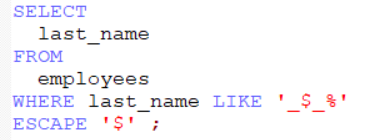 SELECT
last_name
FROM
employees
WHERE last_name LIKE '_$_%'
ESCAPE '$' ;